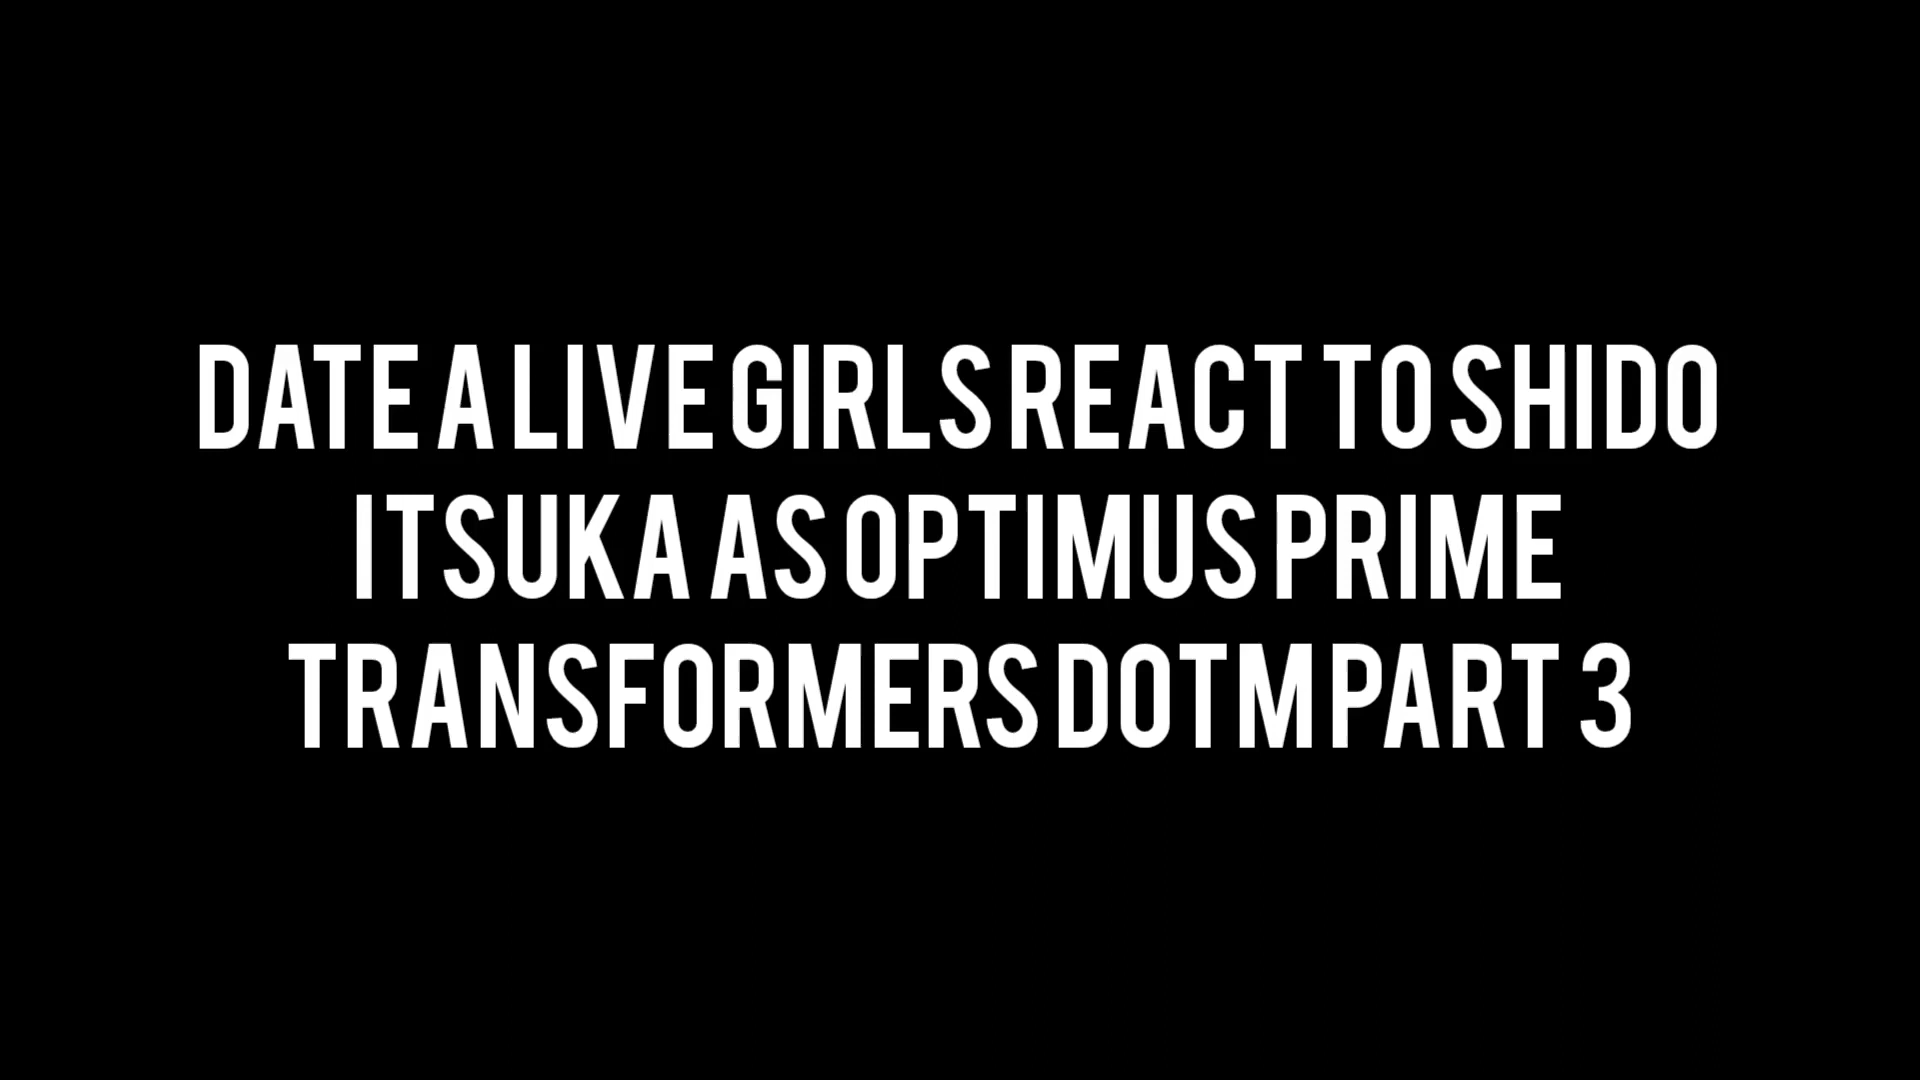 DATE A LIVE GIRLS REACT TO SHIDO
ITSUKA AS OPTIMUS PRIME
TRANSFORMERS DOTM PART 3